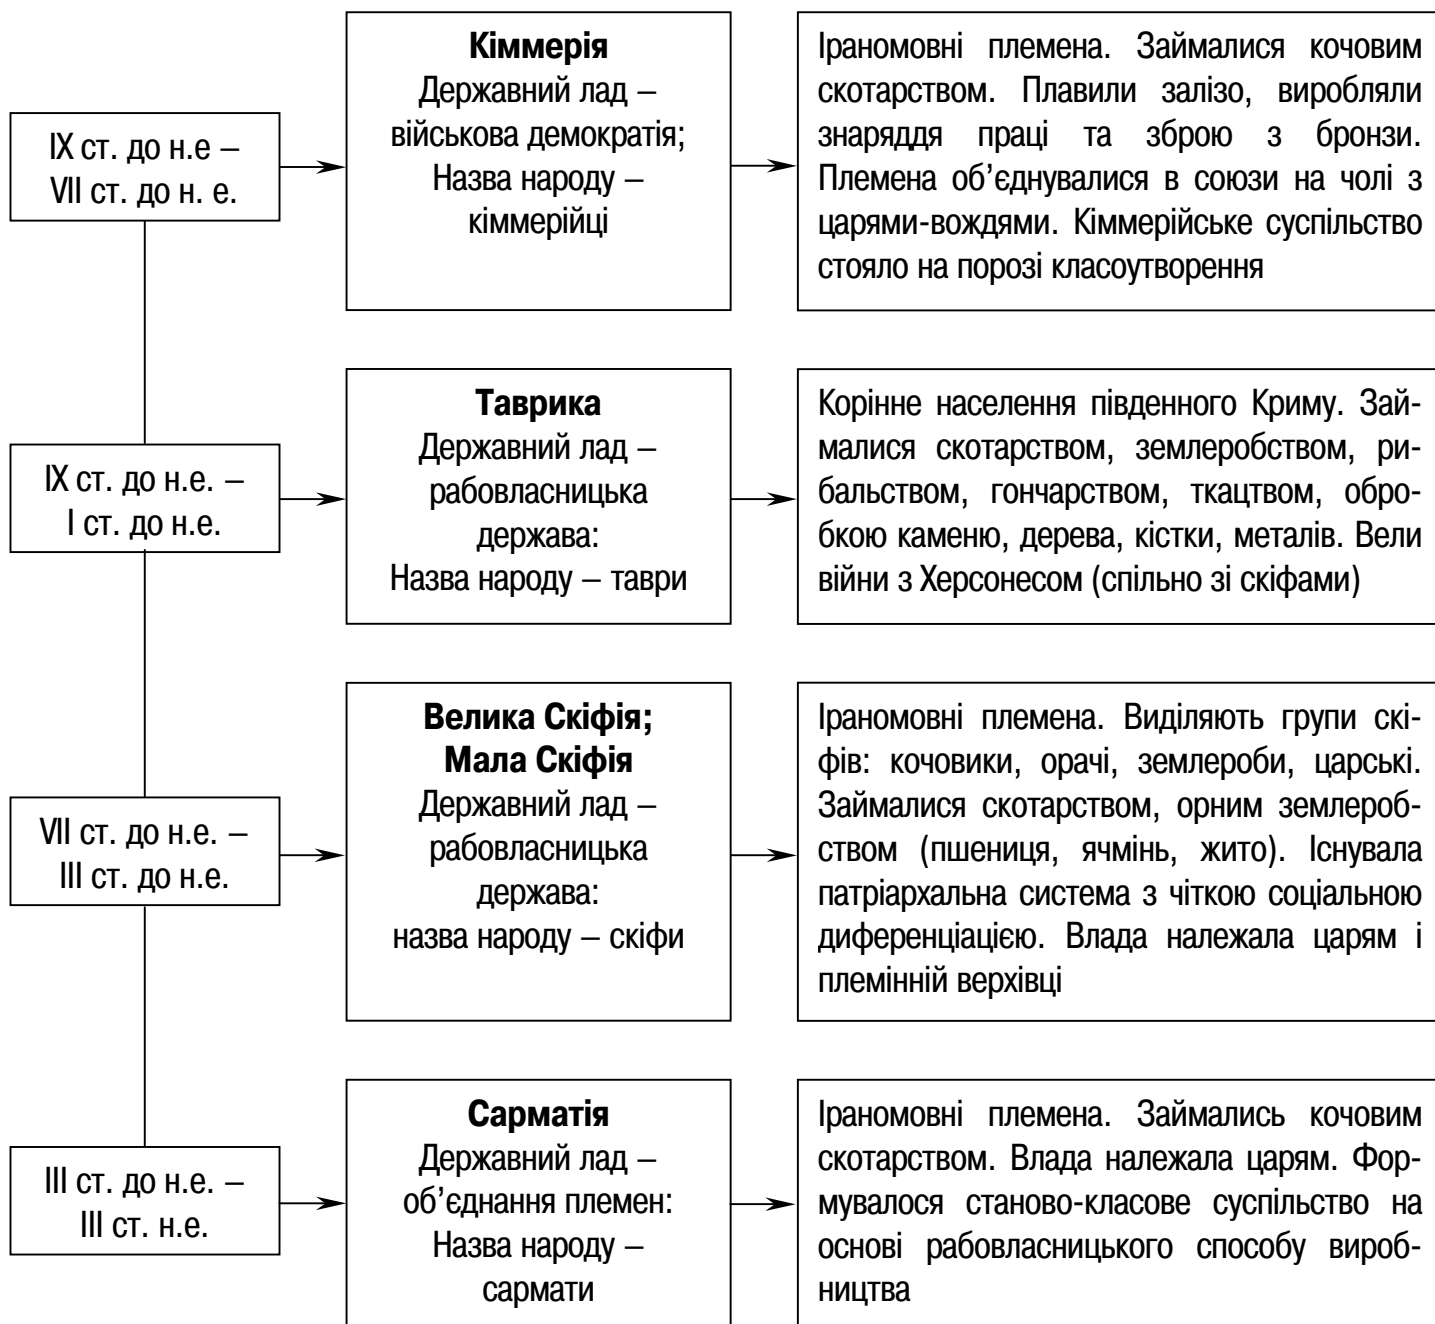 ІХ ст. до н.е –
VII ст. до н. е.
Кіммерія
Державний лад –
військова демократія;
Назва народу –
кіммерійці
Іраномовні племена. Займалися кочовим
скотарством. Плавили залізо, виробляли
знаряддя праці та зброю з бронзи.
Племена об’єднувалися в союзи на чолі з
царями-вождями. Кіммерійське суспільство
стояло на порозі класоутворення
ІХ ст. до н.е. –
І ст. до н.е.
Таврика
Державний лад –
рабовласницька
держава:
Назва народу – таври
Корінне населення південного Криму. Зай-
малися скотарством, землеробством, ри-
бальством, гончарством, ткацтвом, обро-
бкою каменю, дерева, кістки, металів. Вели
війни з Херсонесом (спільно зі скіфами)
VII ст. до н.е. –
III ст. до н.е.
Велика Скіфія;
Мала Скіфія
Державний лад –
рабовласницька
держава:
назва народу – скіфи
Іраномовні племена. Виділяють групи скі-
фів: кочовики, орачі, землероби, царські.
Займалися скотарством, орним землероб-
ством (пшениця, ячмінь, жито). Існувала
патріархальна система з чіткою соціальною
диференціацією. Влада належала царям і
племінній верхівці
III ст. до н.е. –
III ст. н.е.
Сарматія
Державний лад –
об’єднання племен:
Назва народу –
сармати
Іраномовні племена. Займались кочовим
скотарством. Влада належала царям. Фор-
мувалося станово-класове суспільство на
основі рабовласницького способу вироб-
ництва